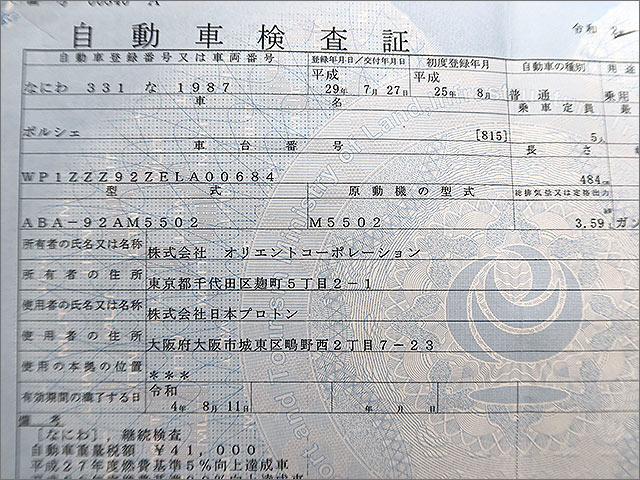 自動車検査証
令和
自動車登録番号又は車両番号 登録年月日/交付年月日 初度登録年月 自動車の種別 用途
なにわ 331 な 1987 平成 29年 7月27日 平成 25年 8月 普通 乗用
車名 乗車定員
ポルシェ [815] 5人
車台番号 長さ
WP1ZZZ92ZELA00684 484cm
型式 原動機の型式 総排気量又は定格出力
ABA-92AM5502 M5502 3.59 ガソ
所有者の氏名又は名称 株式会社 オリエントコーポレーション
所有者の住所 東京都千代田区麹町5丁目2-1
使用者の氏名又は名称 株式会社日本プロトン
使用者の住所 大阪府大阪市城東区鴫野西2丁目7-23
使用の本拠の位置 ***
有効期間の満了する日 令和 4年 8月11日 年 月 日
備考
[なにわ],継続検査
自動車重量税額 ¥41,000
平成27年度燃費基準5%向上達成車